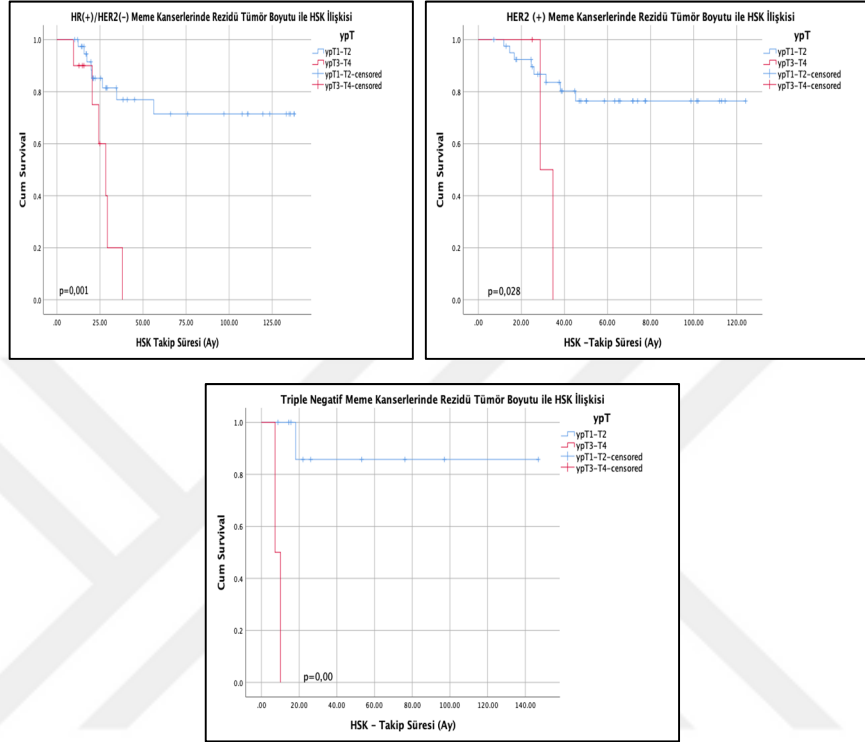 HR(+)/HER2(-) Meme Kanserlerinde Rezidü Tümör Boyutu ile HSK İlişkisi
ypT
ypT1-T2
ypT3-T4
ypT1-T2-censored
ypT3-T4-censored
Cum Survival
1.0
0.8
0.6
0.4
0.2
0.0
p=0,001
.00 25.00 50.00 75.00 100.00 125.00
HSK Takip Süresi (Ay)
HER2 (+) Meme Kanserlerinde Rezidü Tümör Boyutu ile HSK İlişkisi
ypT
ypT1-T2
ypT3-T4
ypT1-T2-censored
ypT3-T4-censored
Cum Survival
1.0
0.8
0.6
0.4
0.2
0.0
p=0,028
.00 20.00 40.00 60.00 80.00 100.00 120.00
HSK -Takip Süresi (Ay)
Triple Negatif Meme Kanserlerinde Rezidü Tümör Boyutu ile HSK İlişkisi
ypT
ypT1-T2
ypT3-T4
ypT1-T2-censored
ypT3-T4-censored
Cum Survival
1.0
0.8
0.6
0.4
0.2
0.0
p=0,00
.00 20.00 40.00 60.00 80.00 100.00 120.00 140.00
HSK - Takip Süresi (Ay)